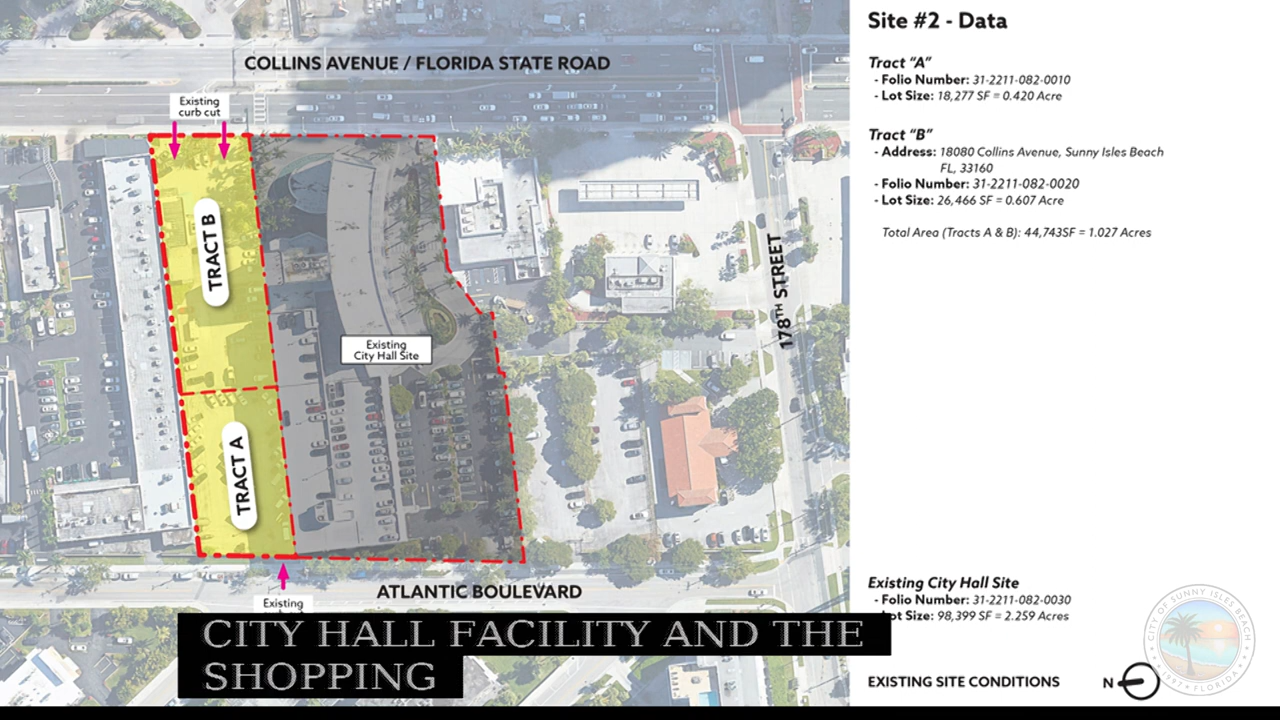 COLLINS AVENUE / FLORIDA STATE ROAD
Existing
curb cut
TRACT B
TRACT A
Existing
City Hall Site
178TH STREET
ATLANTIC BOULEVARD
Existing
Site #2 - Data
Tract "A"
- Folio Number: 31-2211-082-0010
- Lot Size: 18,277 SF = 0.420 Acre
Tract "B"
- Address: 18080 Collins Avenue, Sunny Isles Beach
FL, 33160
- Folio Number: 31-2211-082-0020
- Lot Size: 26,466 SF = 0.607 Acre
Total Area (Tracts A & B): 44,743SF = 1.027 Acres
Existing City Hall Site
- Folio Number: 31-2211-082-0030
ot Size: 98,399 SF = 2.259 Acres
EXISTING SITE CONDITIONS
N
CITY OF SUNNY ISLES BEACH
• 1997 • FLORIDA
CITY HALL FACILITY AND THE
SHOPPING